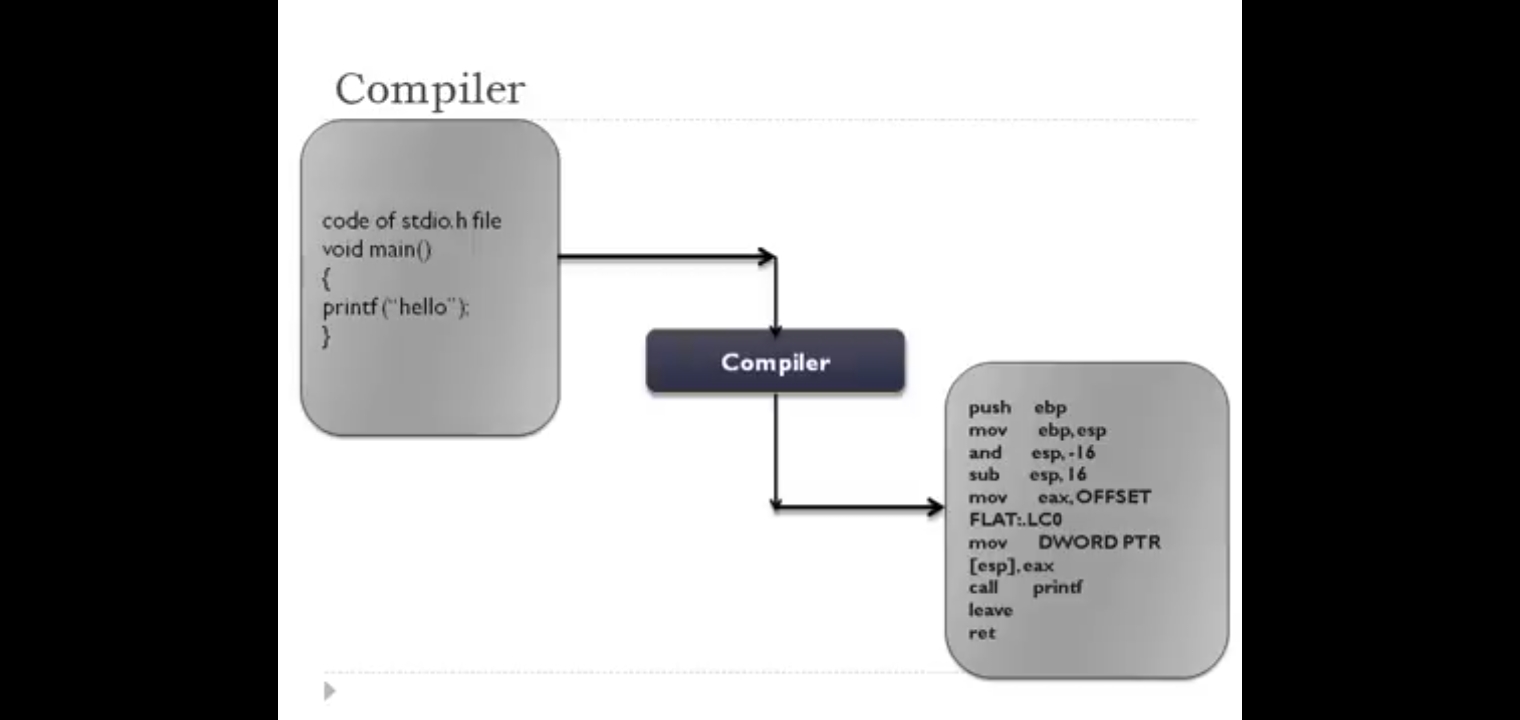 Compiler
code of stdio.h file
void main()
{
printf (“hello”);
}
Compiler
push ebp
mov ebp, esp
and esp, -16
sub esp, 16
mov eax, OFFSET
FLAT:.LC0
mov DWORD PTR
[esp], eax
call printf
leave
ret